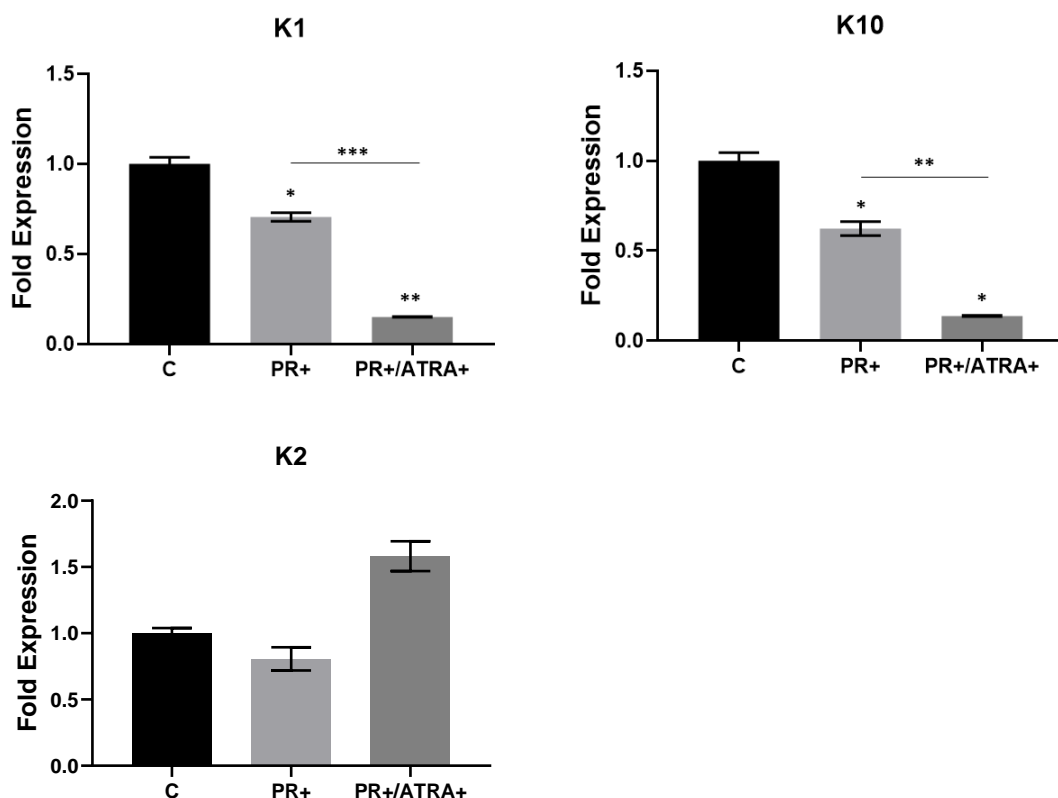 K1
Fold Expression
1.5
1.0
0.5
0.0
***
*
**
C PR+ PR+/ATRA+
K10
Fold Expression
1.5
1.0
0.5
0.0
**
*
*
C PR+ PR+/ATRA+
K2
Fold Expression
2.0
1.5
1.0
0.5
0.0
C PR+ PR+/ATRA+